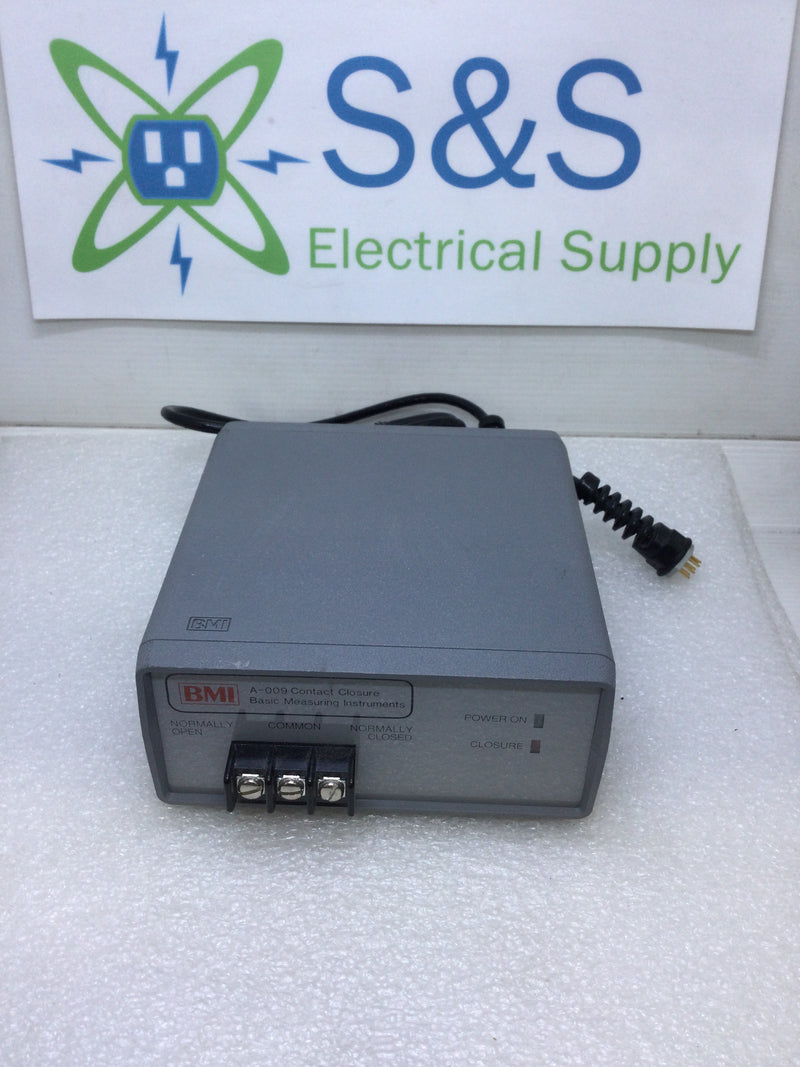 S&S
Electrical Supply
BMI
BMI
A-009 Contact Closure
Basic Measuring Instruments
NORMALLY
OPEN
COMMON
NORMALLY
CLOSED
POWER ON
CLOSURE